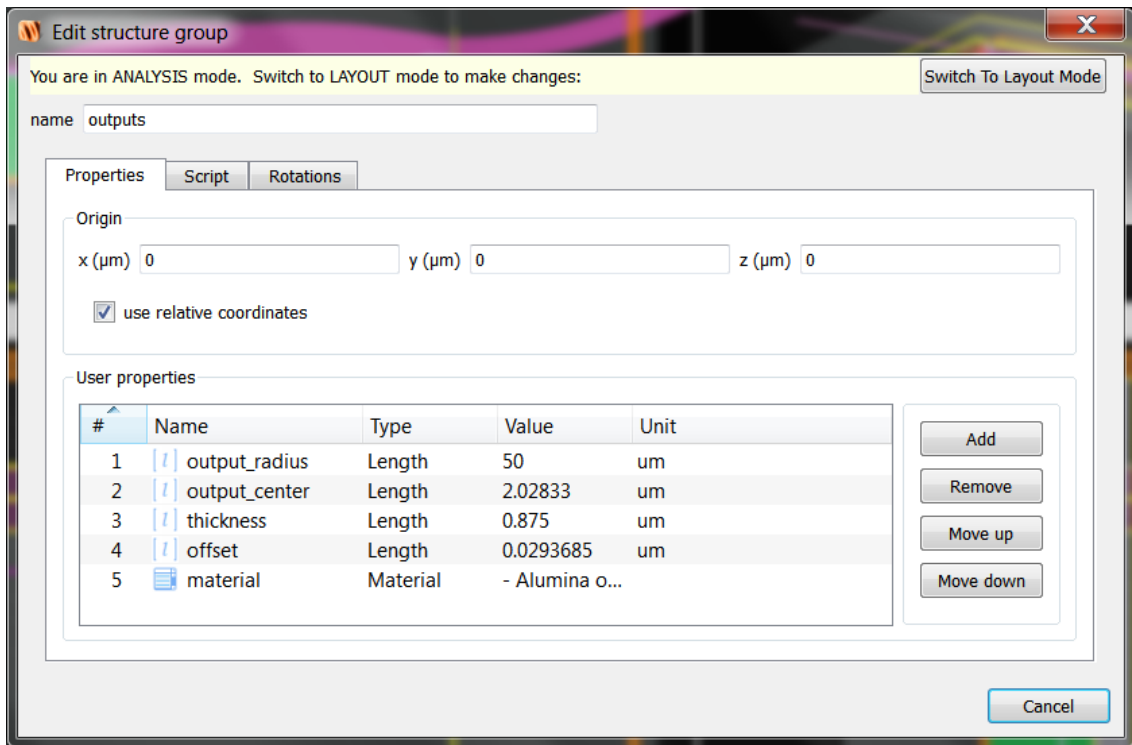 Edit structure group
X
You are in ANALYSIS mode. Switch to LAYOUT mode to make changes:
Switch To Layout Mode
name outputs
Properties Script Rotations
Origin
x (µm) 0 y (µm) 0 z (µm) 0
use relative coordinates
User properties
# Name Type Value Unit
1 [l] output_radius Length 50 um
2 [l] output_center Length 2.02833 um
3 [l] thickness Length 0.875 um
4 [l] offset Length 0.0293685 um
5 material Material - Alumina o...
Add
Remove
Move up
Move down
Cancel